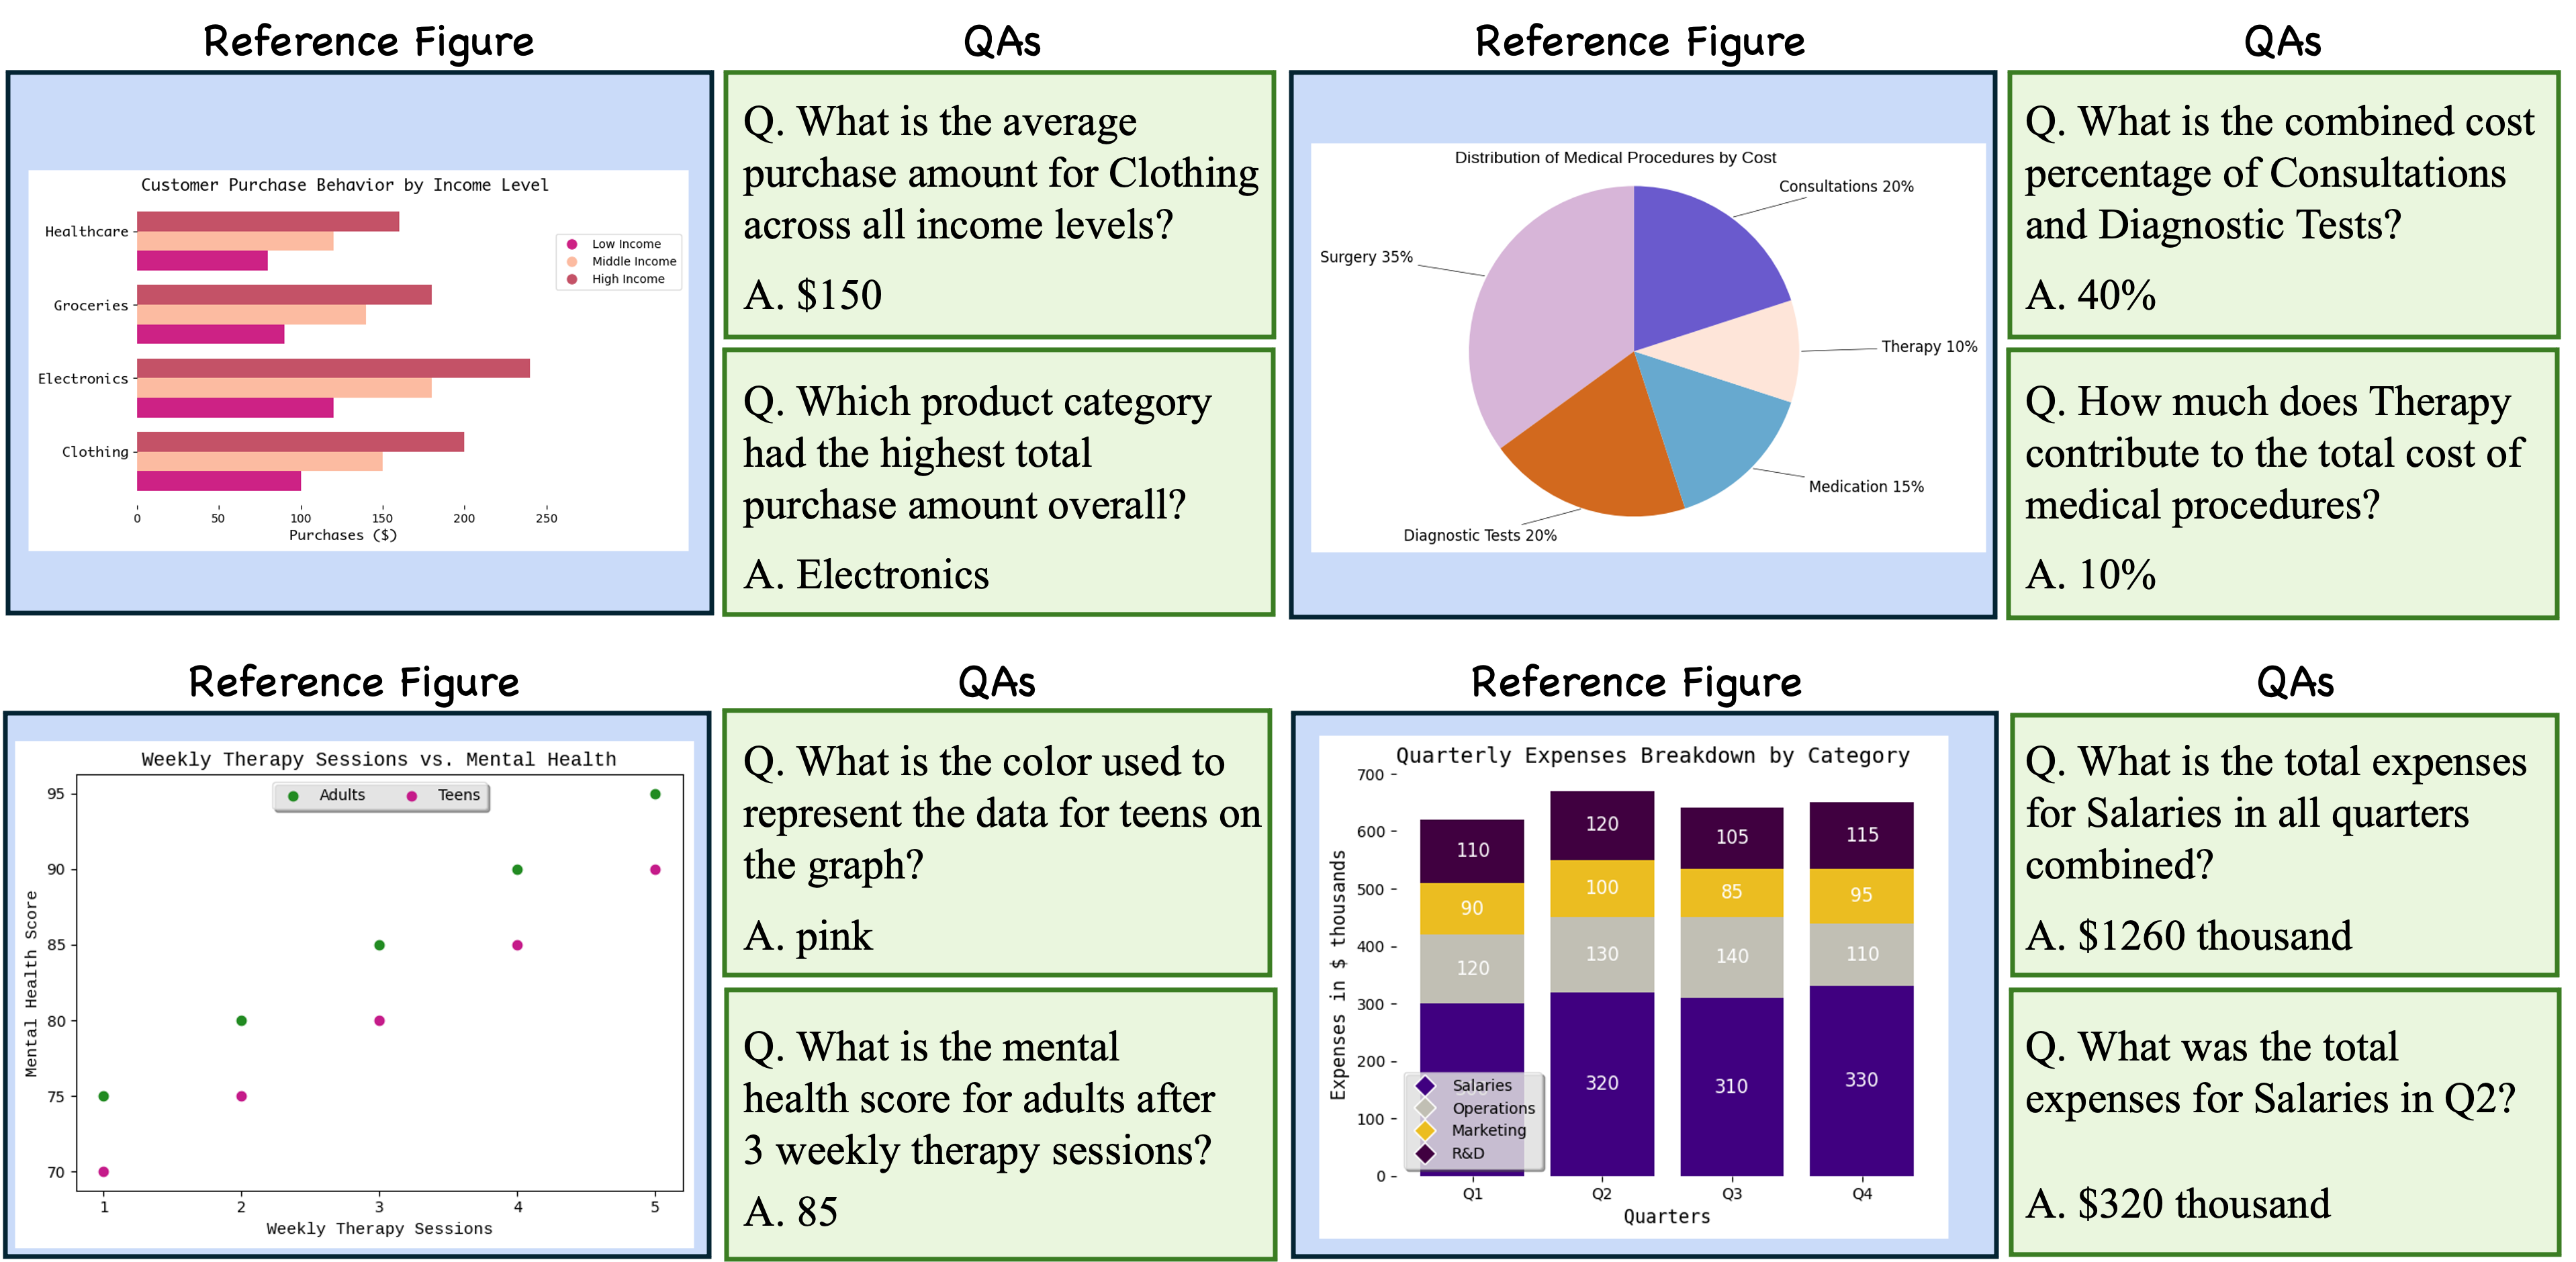 Reference Figure
QAs
Customer Purchase Behavior by Income Level
Healthcare
Groceries
Electronics
Clothing
Low Income
Middle Income
High Income
0 50 100 150 200 250
Purchases ($)
Q. What is the average
purchase amount for Clothing
across all income levels?
A. $150
Q. Which product category
had the highest total
purchase amount overall?
A. Electronics
Reference Figure
QAs
Distribution of Medical Procedures by Cost
Consultations 20%
Surgery 35%
Therapy 10%
Medication 15%
Diagnostic Tests 20%
Q. What is the combined cost
percentage of Consultations
and Diagnostic Tests?
A. 40%
Q. How much does Therapy
contribute to the total cost of
medical procedures?
A. 10%
Reference Figure
QAs
Weekly Therapy Sessions vs. Mental Health
Adults Teens
Mental Health Score
95
90
85
80
75
70
1 2 3 4 5
Weekly Therapy Sessions
Q. What is the color used to
represent the data for teens on
the graph?
A. pink
Q. What is the mental
health score for adults after
3 weekly therapy sessions?
A. 85
Reference Figure
QAs
Quarterly Expenses Breakdown by Category
Expenses in $ thousands
700
600
500
400
300
200
100
0
110 120 105 115
90 100 85 95
120 130 140 110
300 320 310 330
Salaries
Operations
Marketing
R&D
Q1 Q2 Q3 Q4
Quarters
Q. What is the total expenses
for Salaries in all quarters
combined?
A. $1260 thousand
Q. What was the total
expenses for Salaries in Q2?
A. $320 thousand